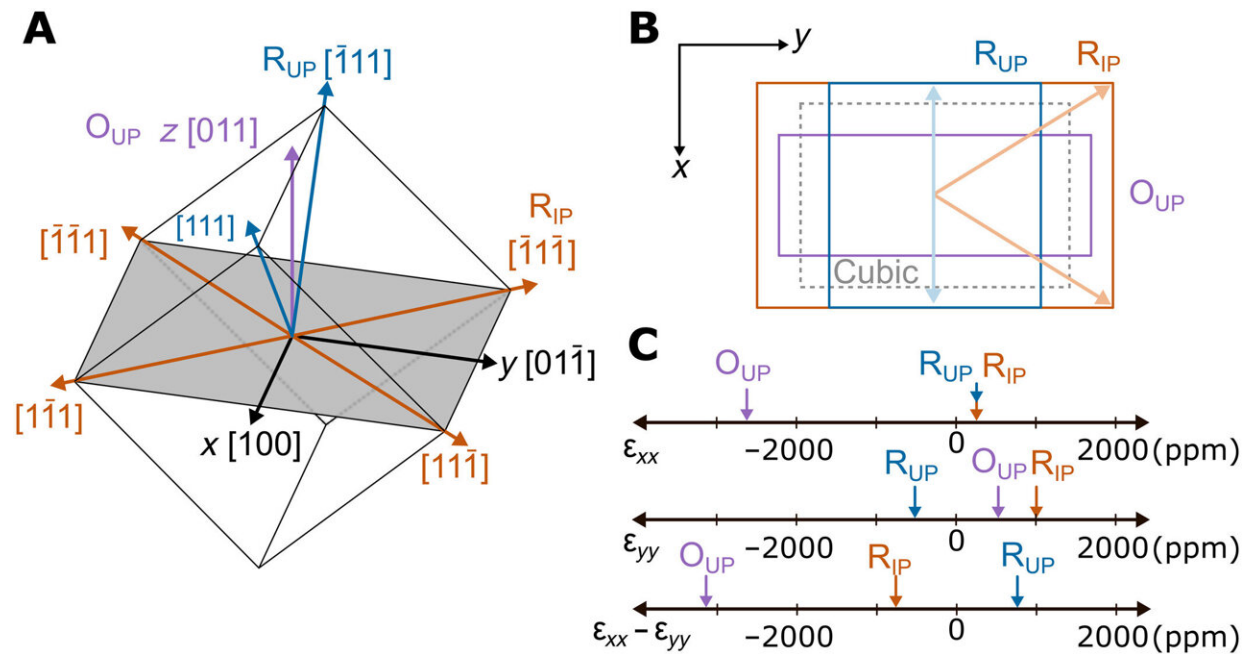 A
R_UP [1̄11]
O_UP z [011]
R_IP
[1̄1̄1]
[111]
[1̄11̄]
y [011̄]
[11̄1]
x [100]
[111̄]
B
y
R_UP
R_IP
x
O_UP
Cubic
C
O_UP
R_UP
R_IP
ε_xx
−2000
0
2000 (ppm)
R_UP
O_UP
R_IP
ε_yy
−2000
0
2000 (ppm)
O_UP
R_IP
R_UP
ε_xx − ε_yy
−2000
0
2000 (ppm)